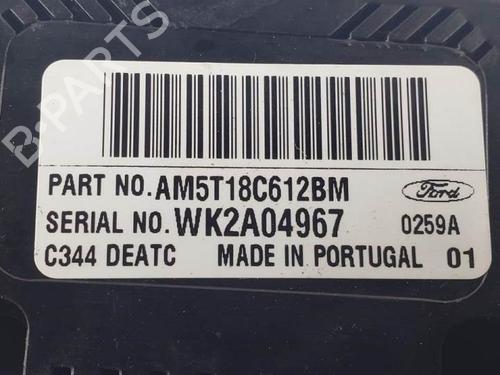 B-PARTS
PART NO. AM5T18C612BM
Ford
SERIAL NO. WK2A04967 0259A
C344 DEATC MADE IN PORTUGAL 01